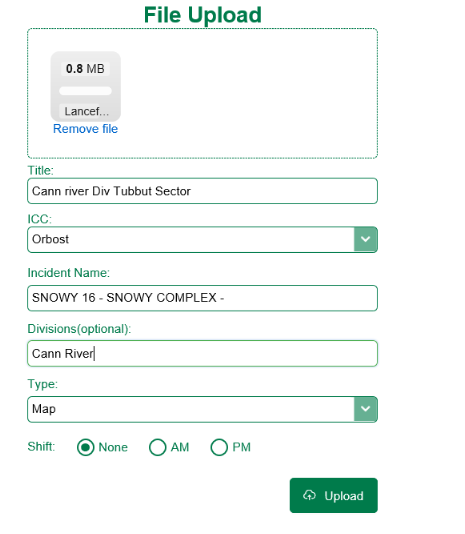 File Upload
0.8 MB
Lancef...
Remove file
Title:
Cann river Div Tubbut Sector
ICC:
Orbost
Incident Name:
SNOWY 16 - SNOWY COMPLEX -
Divisions(optional):
Cann River
Type:
Map
Shift: None AM PM
Upload